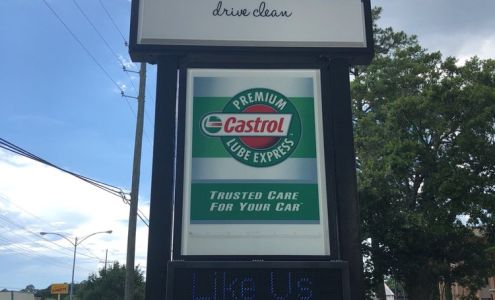 drive clean
PREMIUM
Castrol
LUBE EXPRESS
TRUSTED CARE
FOR YOUR CAR
Like Us